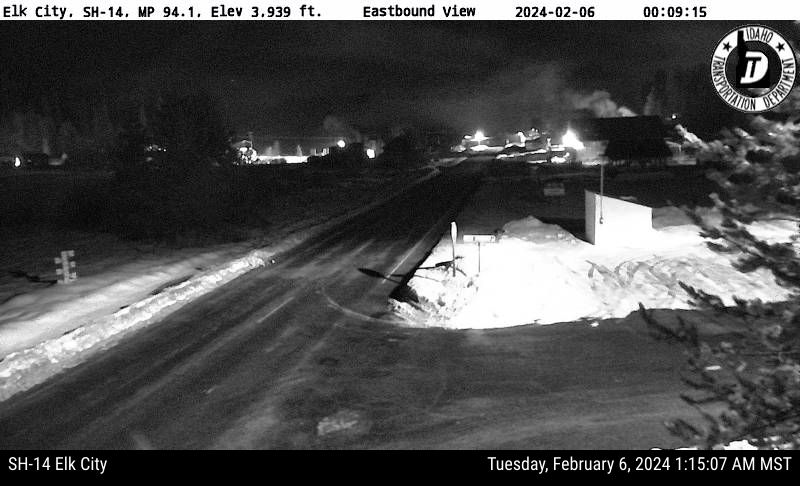 Elk City, SH-14, MP 94.1, Elev 3,939 ft. Eastbound View 2024-02-06 00:09:15
IDAHO
TRANSPORTATION DEPARTMENT
SH-14 Elk City Tuesday, February 6, 2024 1:15:07 AM MST